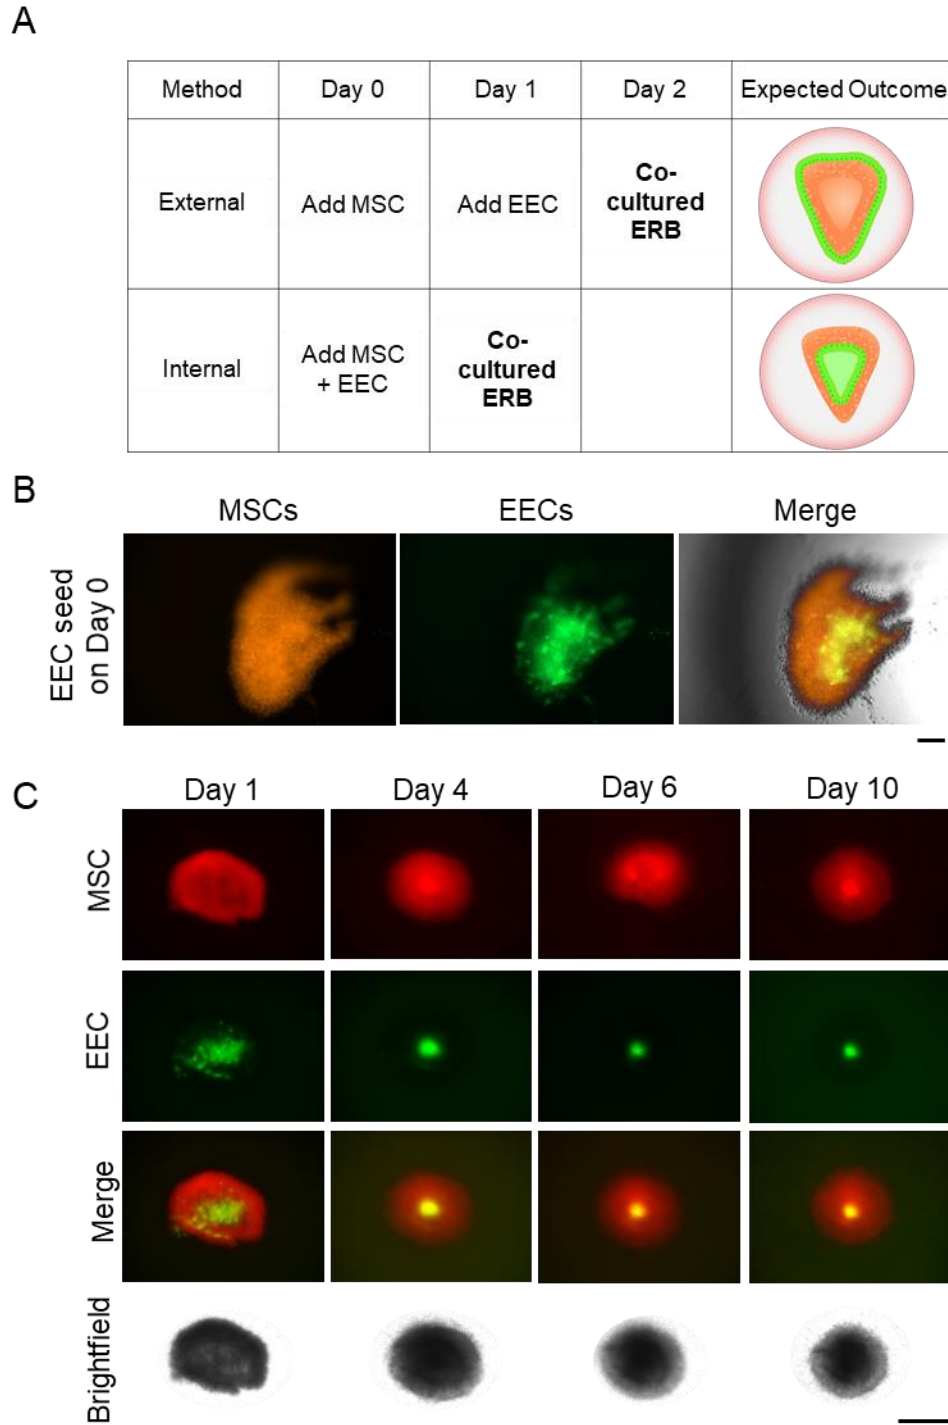 A
Method Day 0 Day 1 Day 2 Expected Outcome
External
Add MSC
Add EEC
Co-
cultured
ERB
Internal
Add MSC
+ EEC
Co-
cultured
ERB
B
MSCs EECs Merge
EEC seed
on Day 0
C
Day 1 Day 4 Day 6 Day 10
MSC
EEC
Merge
Brightfield